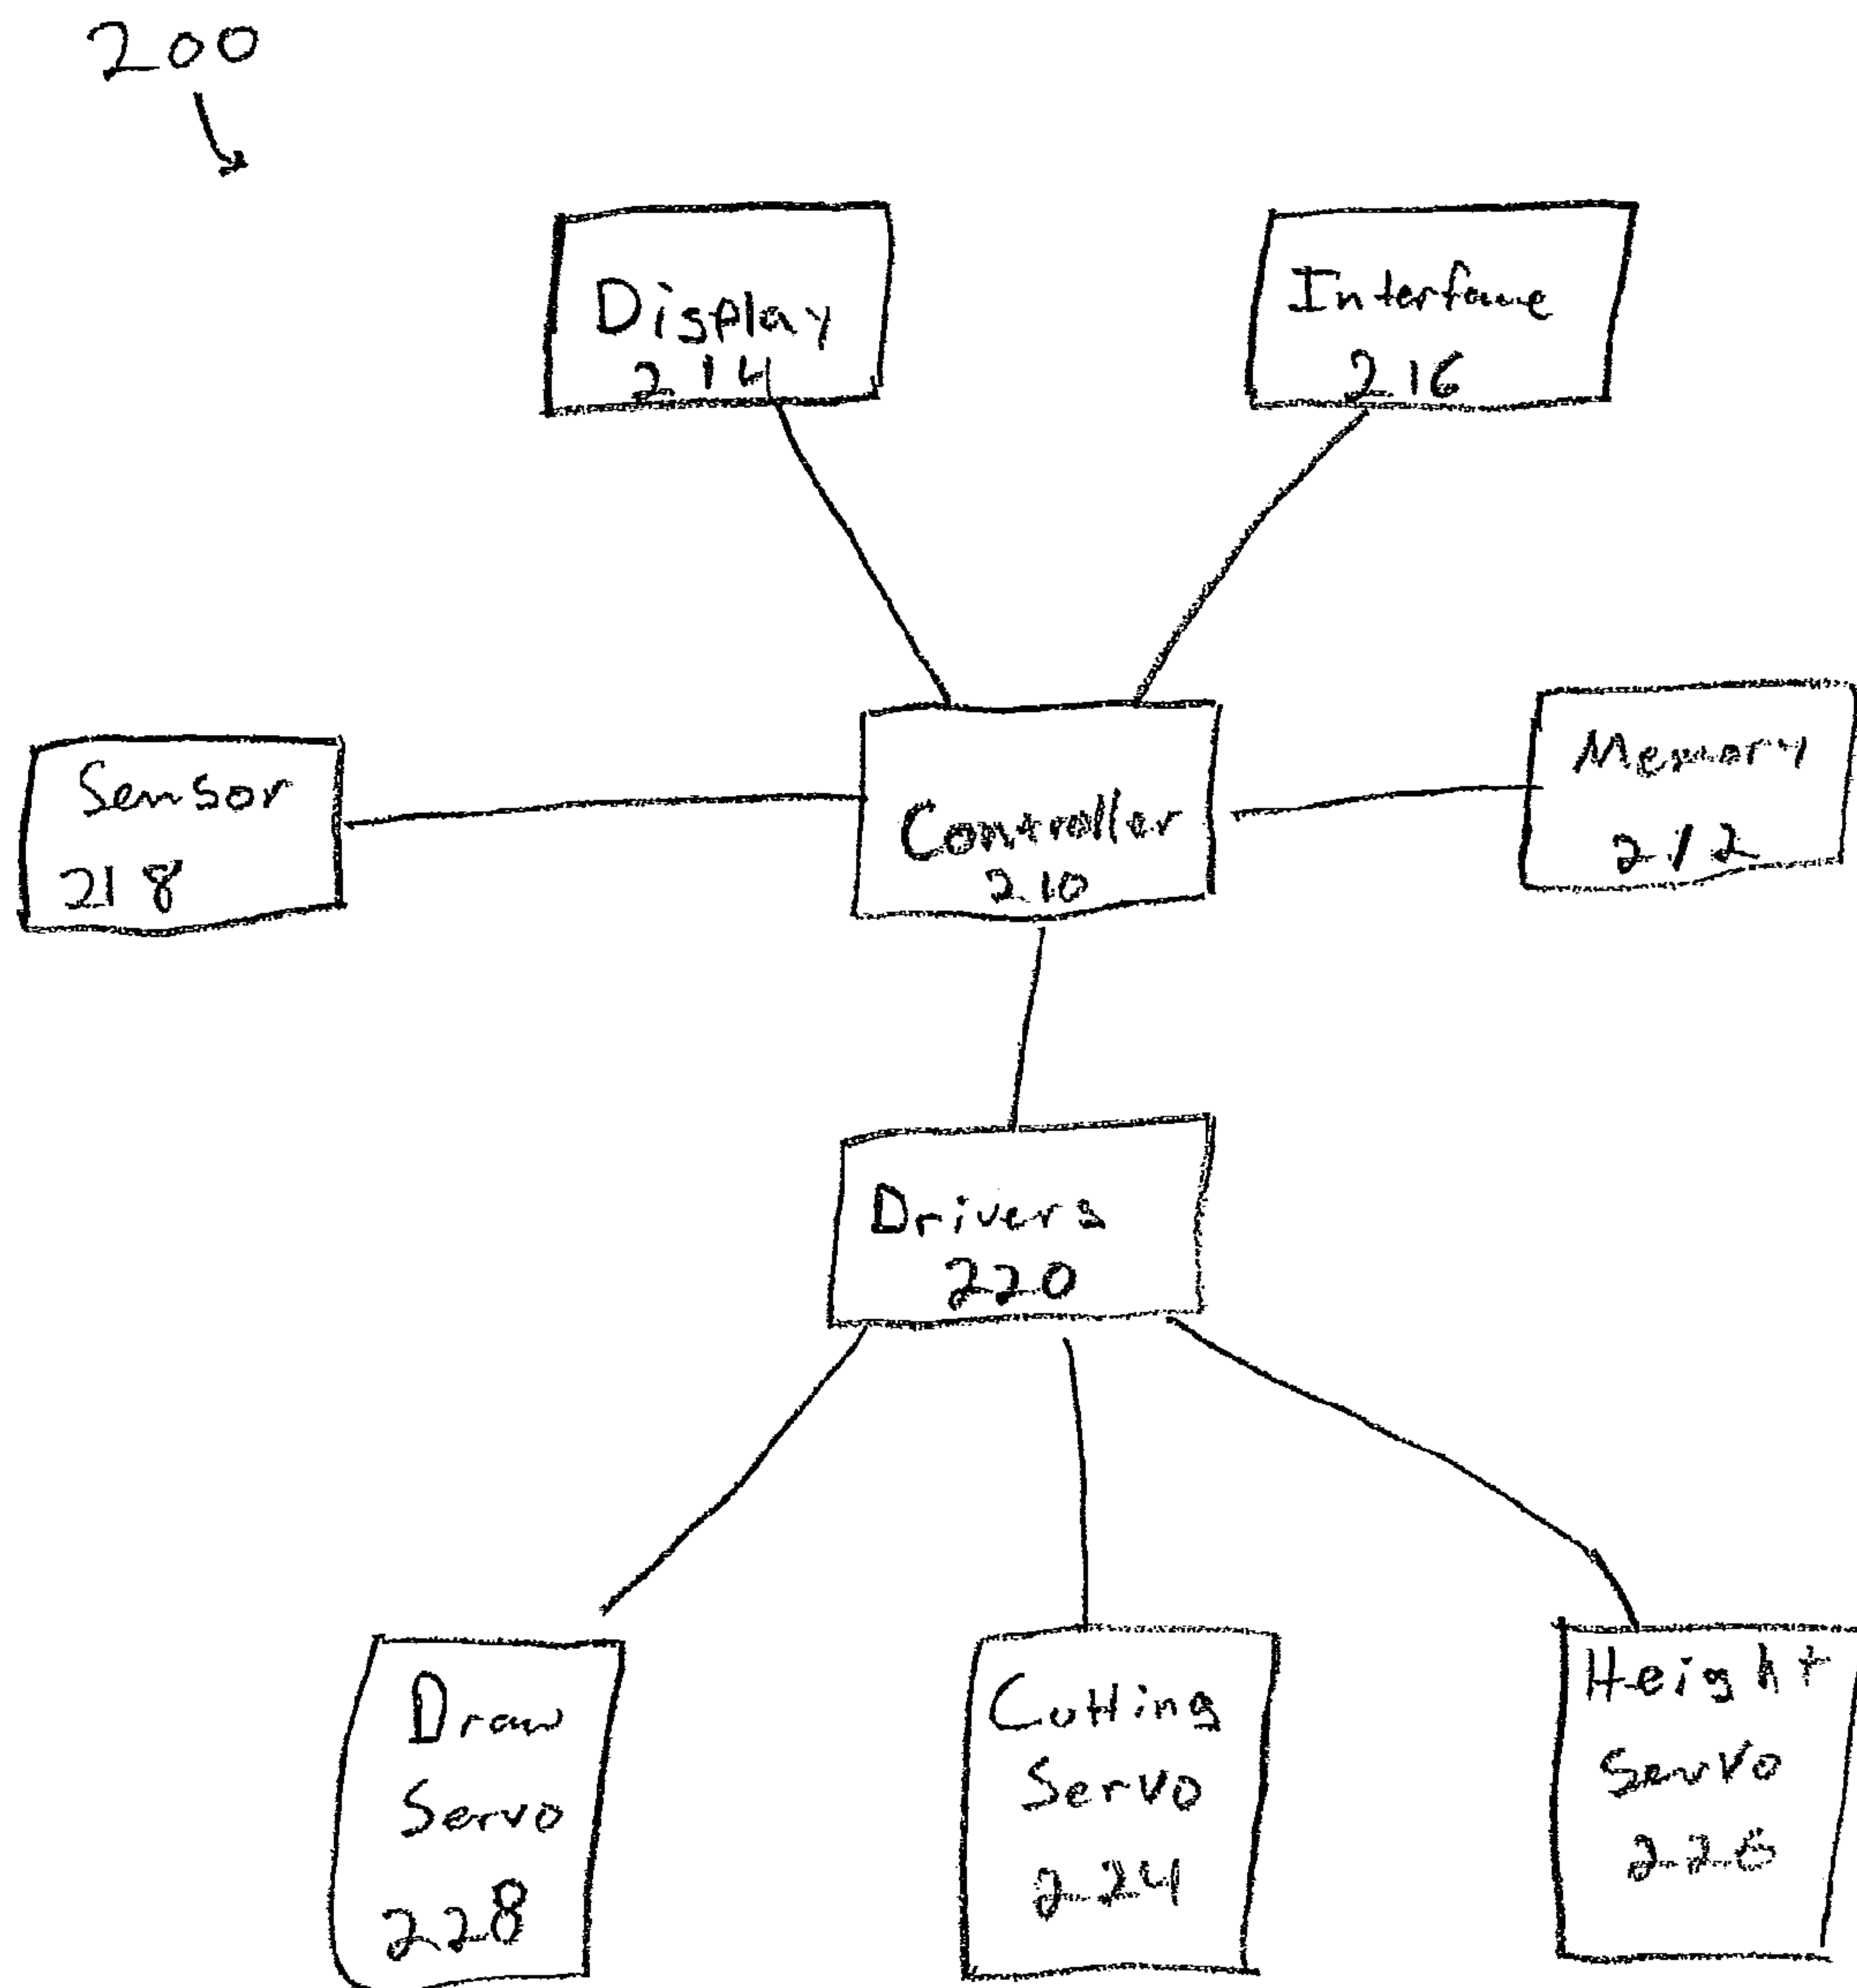 200
Display
214
Interface
216
Sensor
218
Controller
210
Memory
212
Drivers
220
Draw
Servo
228
Cutting
Servo
224
Height
Servo
226